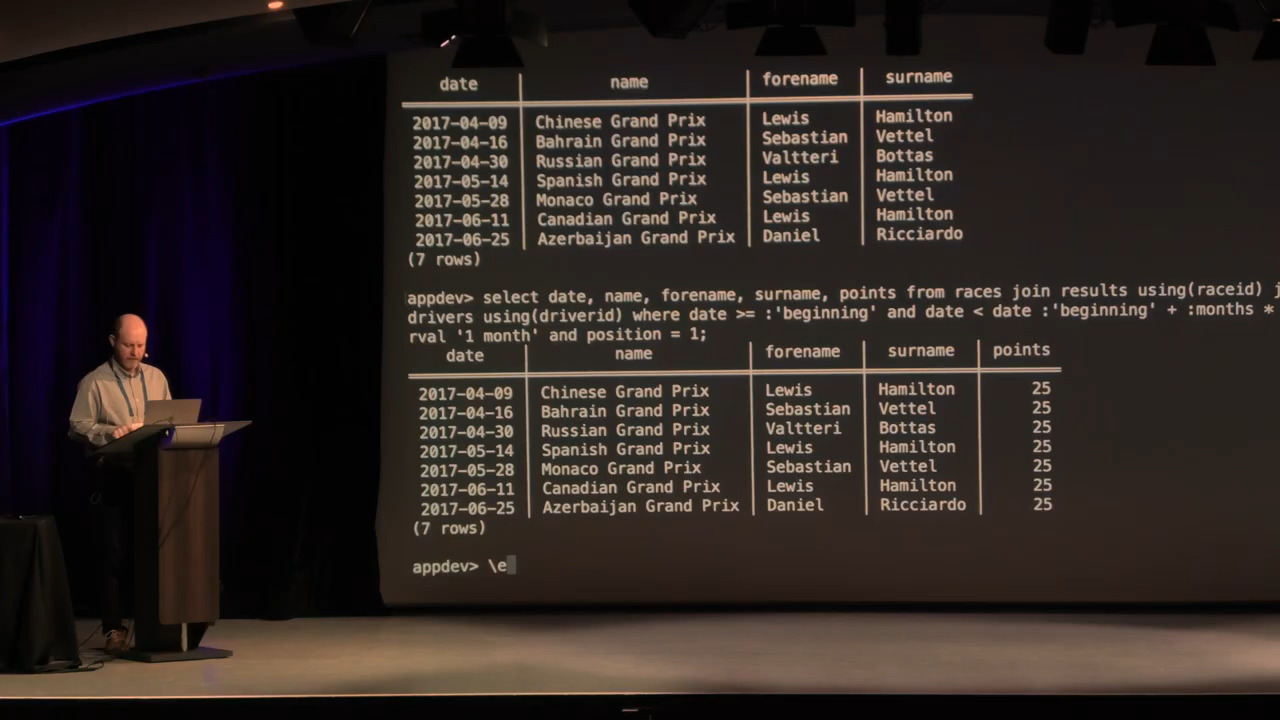 date name forename surname
2017-04-09 Chinese Grand Prix Lewis Hamilton
2017-04-16 Bahrain Grand Prix Sebastian Vettel
2017-04-30 Russian Grand Prix Valtteri Bottas
2017-05-14 Spanish Grand Prix Lewis Hamilton
2017-05-28 Monaco Grand Prix Sebastian Vettel
2017-06-11 Canadian Grand Prix Lewis Hamilton
2017-06-25 Azerbaijan Grand Prix Daniel Ricciardo
(7 rows)
appdev> select date, name, forename, surname, points from races join results using(raceid) j
drivers using(driverid) where date >= :'beginning' and date < date :'beginning' + :months *
rval '1 month' and position = 1;
date name forename surname points
2017-04-09 Chinese Grand Prix Lewis Hamilton 25
2017-04-16 Bahrain Grand Prix Sebastian Vettel 25
2017-04-30 Russian Grand Prix Valtteri Bottas 25
2017-05-14 Spanish Grand Prix Lewis Hamilton 25
2017-05-28 Monaco Grand Prix Sebastian Vettel 25
2017-06-11 Canadian Grand Prix Lewis Hamilton 25
2017-06-25 Azerbaijan Grand Prix Daniel Ricciardo 25
(7 rows)
appdev> \e